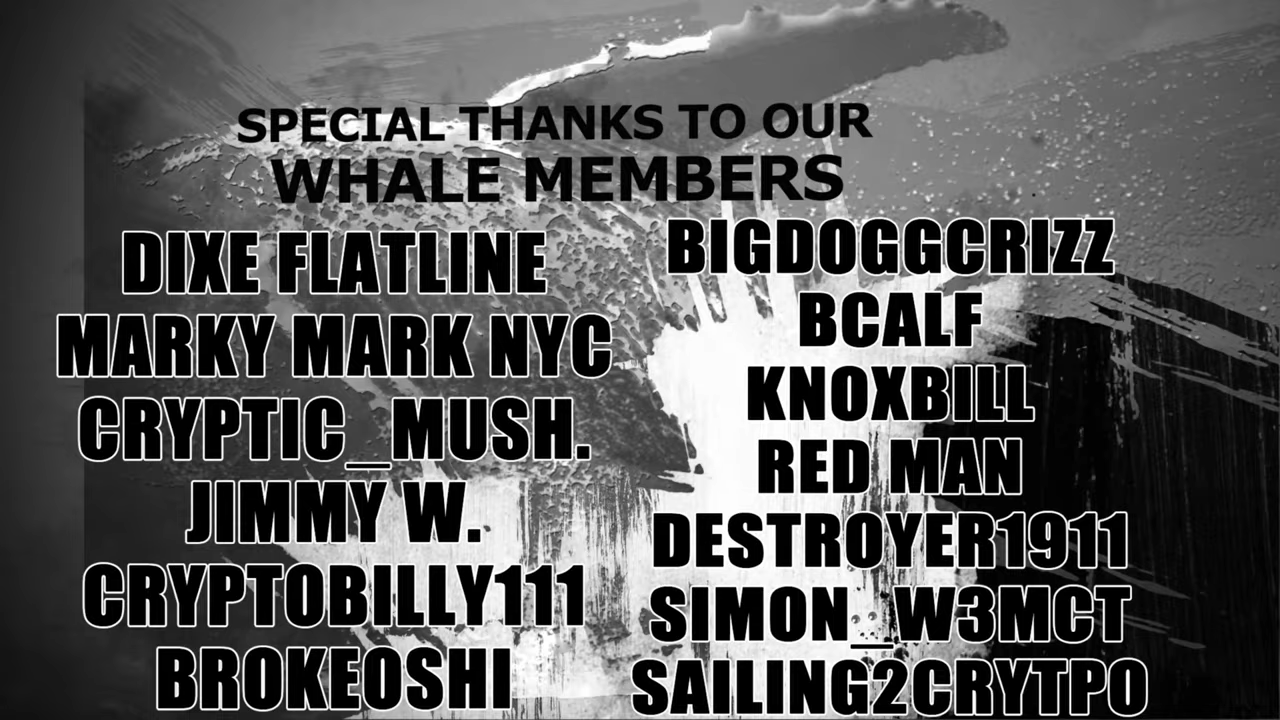 SPECIAL THANKS TO OUR
WHALE MEMBERS
DIXE FLATLINE
MARKY MARK NYC
CRYPTIC_MUSH.
JIMMY W.
CRYPTOBILLY111
BROKEOSHI
BIGDOGGCRIZZ
BCALF
KNOXBILL
RED MAN
DESTROYER1911
SIMON_W3MCT
SAILING2CRYTPO